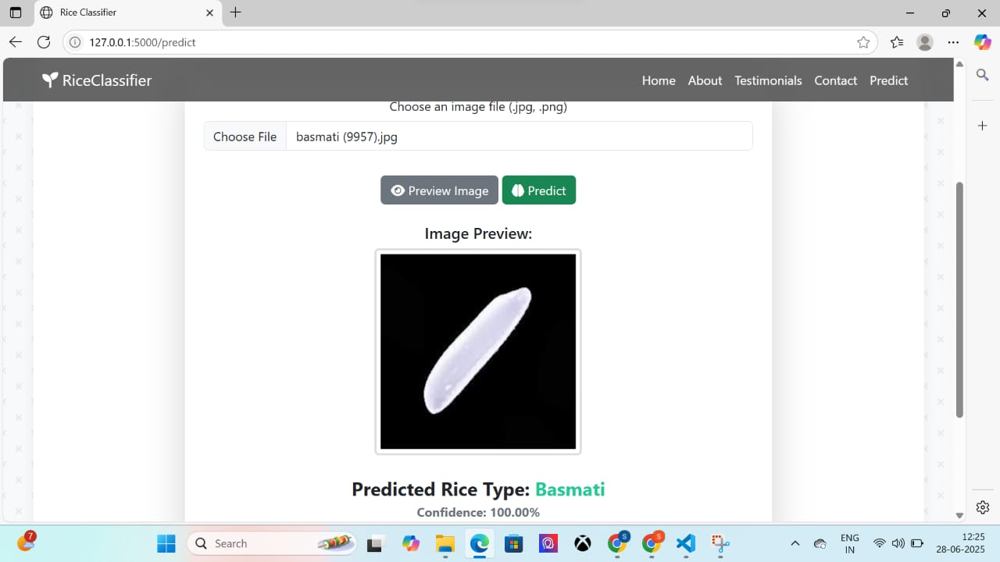 Rice Classifier
127.0.0.1:5000/predict
RiceClassifier
Home About Testimonials Contact Predict
Choose an image file (.jpg, .png)
Choose File basmati (9957).jpg
Preview Image Predict
Image Preview:
Predicted Rice Type: Basmati
Confidence: 100.00%
7
Search
S
S
ENG
IN
12:25
28-06-2025